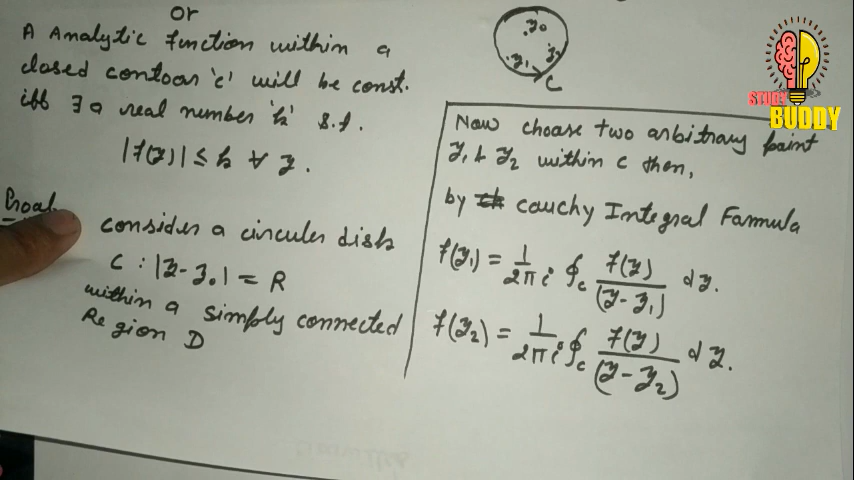 or
A Analytic function within a
closed contour 'c' will be const.
iff ∃ a real number 'k' s.t.
|f(z)| ≤ k ∀ z.
Proof
consider a circular disk
C : |z - z₀| = R
within a simply connected
Region D
z₀
z₁
z₂
C
STUDY
BUDDY
Now choose two arbitrary point
z₁ & z₂ within c then,
by cauchy Integral Formula
f(z₁) = 1/2πi ∮c f(z)/(z-z₁) dz.
f(z₂) = 1/2πi ∮c f(z)/(z-z₂) dz.